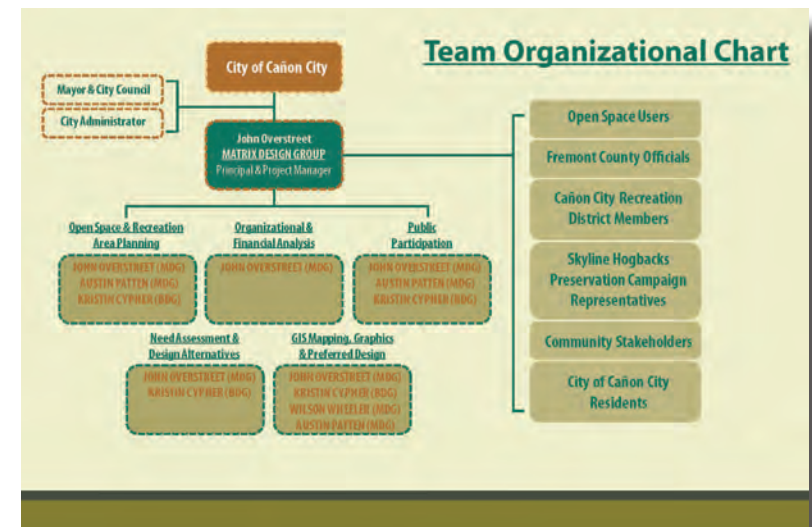 Team Organizational Chart
City of Cañon City
Mayor & City Council
City Administrator
John Overstreet
MATRIX DESIGN GROUP
Principal & Project Manager
Open Space & Recreation
Area Planning
JOHN OVERSTREET (MDG)
AUSTIN PATTEN (MDG)
KRISTIN CYPHER (BDG)
Organizational &
Financial Analysis
JOHN OVERSTREET (MDG)
Public
Participation
JOHN OVERSTREET (MDG)
AUSTIN PATTEN (MDG)
KRISTIN CYPHER (BDG)
Need Assessment &
Design Alternatives
JOHN OVERSTREET (MDG)
KRISTIN CYPHER (BDG)
GIS Mapping, Graphics
& Preferred Design
JOHN OVERSTREET (MDG)
KRISTIN CYPHER (BDG)
WILSON WHEELER (MDG)
AUSTIN PATTEN (MDG)
Open Space Users
Fremont County Officials
Cañon City Recreation
District Members
Skyline Hogbacks
Preservation Campaign
Representatives
Community Stakeholders
City of Cañon City
Residents